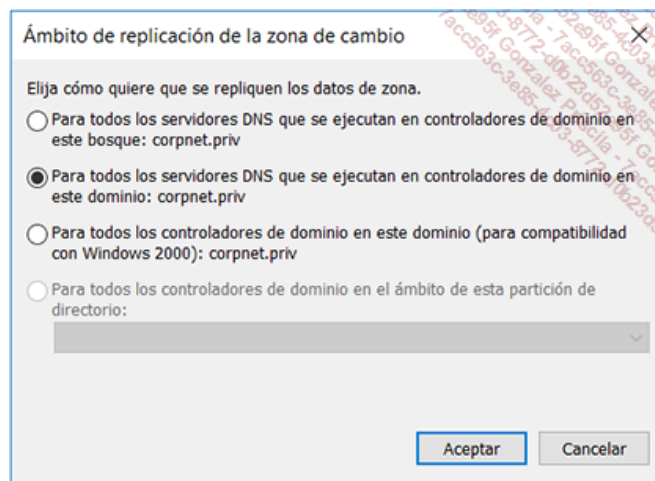 Ámbito de replicación de la zona de cambio
Elija cómo quiere que se repliquen los datos de zona.
Para todos los servidores DNS que se ejecutan en controladores de dominio en
este bosque: corpnet.priv
Para todos los servidores DNS que se ejecutan en controladores de dominio en
este dominio: corpnet.priv
Para todos los controladores de dominio en este dominio (para compatibilidad
con Windows 2000): corpnet.priv
Para todos los controladores de dominio en el ámbito de esta partición de
directorio:
Aceptar
Cancelar